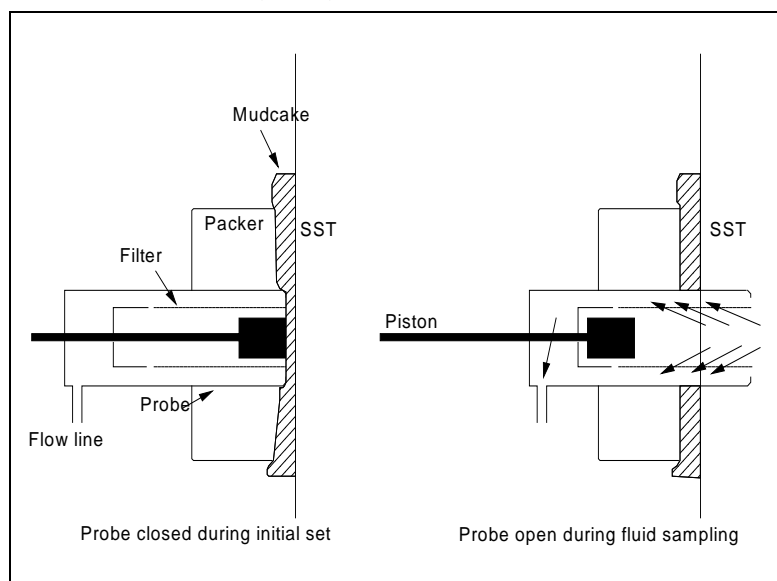 Mudcake
Packer
SST
Filter
Probe
Flow line
Probe closed during initial set
SST
Piston
Probe open during fluid sampling